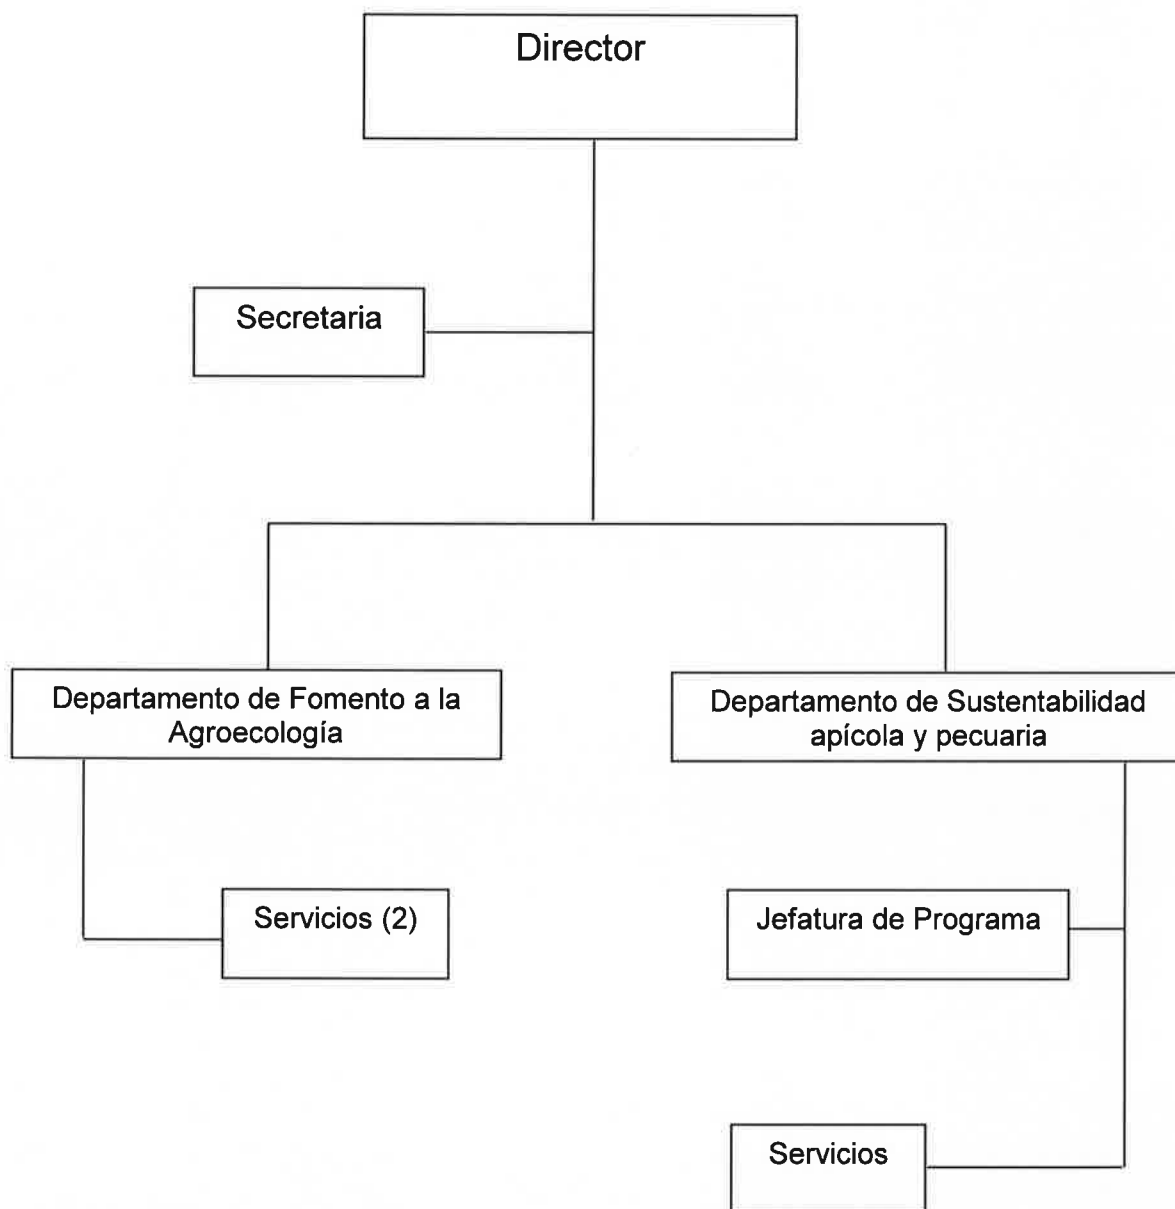 Director
Secretaria
Departamento de Fomento a la
Agroecología
Departamento de Sustentabilidad
apícola y pecuaria
Servicios (2)
Jefatura de Programa
Servicios